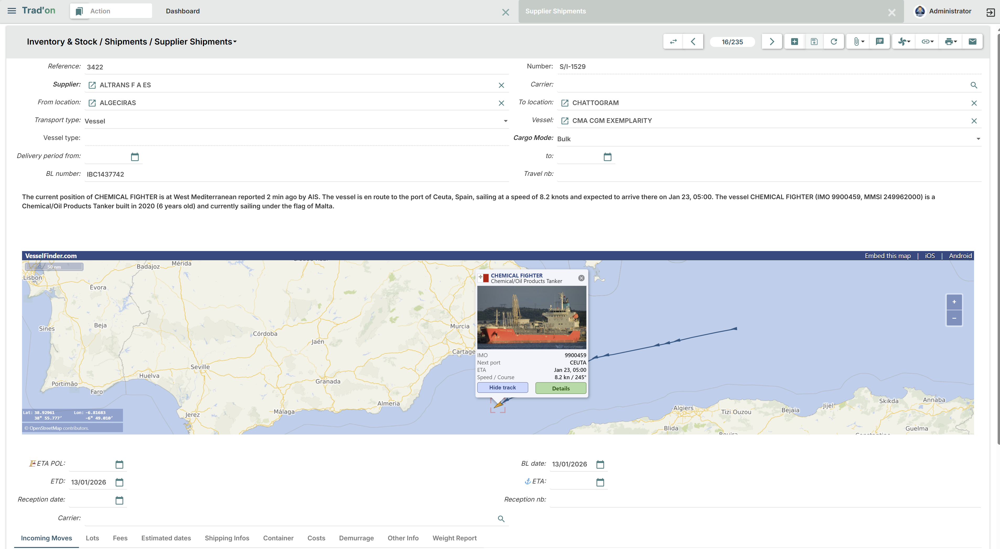 Trad'on
Action
Dashboard
Supplier Shipments
Administrator
Inventory & Stock / Shipments / Supplier Shipments
16/235
Reference: 3422
Number: S/I-1529
Supplier: ALTRANS F A ES
Carrier:
From location: ALGECIRAS
To location: CHATTOGRAM
Transport type: Vessel
Vessel: CMA CGM EXEMPLARITY
Vessel type:
Cargo Mode: Bulk
Delivery period from:
to:
BL number: IBC1437742
Travel nb:
The current position of CHEMICAL FIGHTER is at West Mediterranean reported 2 min ago by AIS. The vessel is en route to the port of Ceuta, Spain, sailing at a speed of 8.2 knots and expected to arrive there on Jan 23, 05:00. The vessel CHEMICAL FIGHTER (IMO 9900459, MMSI 249962000) is a
Chemical/Oil Products Tanker built in 2020 (6 years old) and currently sailing under the flag of Malta.
VesselFinder.com
Embed this map | iOS | Android
50 nm
Badajoz
Mérida
Lisbon
Évora
Sines
Beja
Córdoba
Jaén
Murcia
Cartage
Seville
Huelva
Granada
Portimão
Faro
Almeria
Málaga
Jerez
CHEMICAL FIGHTER
Chemical/Oil Products Tanker
VesselFinder
IMO 9900459
Next port CEUTA
ETA Jan 23, 05:00
Speed / Course 8.2 kn / 245°
Hide track
Details
+
−
Algiers
Tizi Ouzou
Bejaia
Jijel
Skikda
Annaba
Blida
Guelma
Lat: 38.92961 Lon: -6.81683
38° 55.777′ -6° 49.010′
© OpenStreetMap contributors.
ETA POL:
BL date: 13/01/2026
ETD: 13/01/2026
ETA:
Reception date:
Reception nb:
Carrier:
Incoming Moves
Lots
Fees
Estimated dates
Shipping Infos
Container
Costs
Demurrage
Other Info
Weight Report